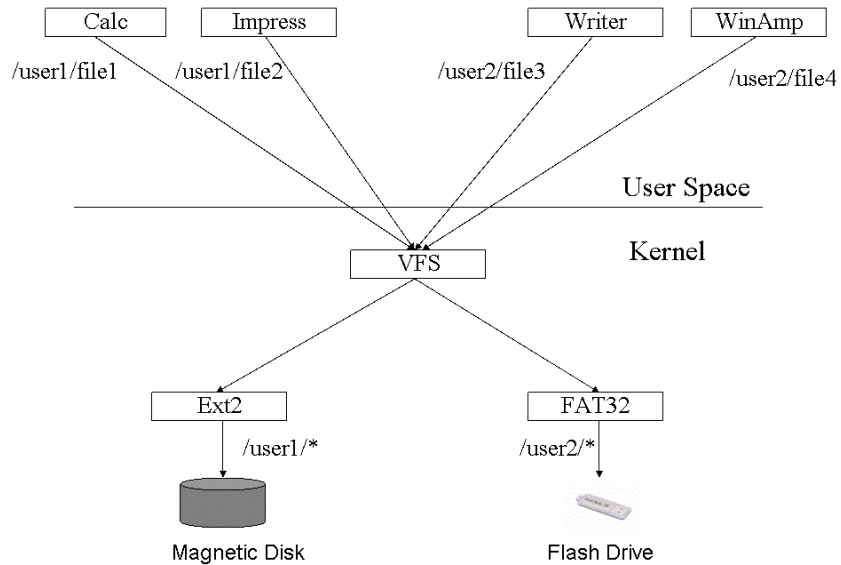 Calc
Impress
Writer
WinAmp
/user1/file1
/user1/file2
/user2/file3
/user2/file4
User Space
VFS
Kernel
Ext2
FAT32
/user1/*
/user2/*
Magnetic Disk
Flash Drive